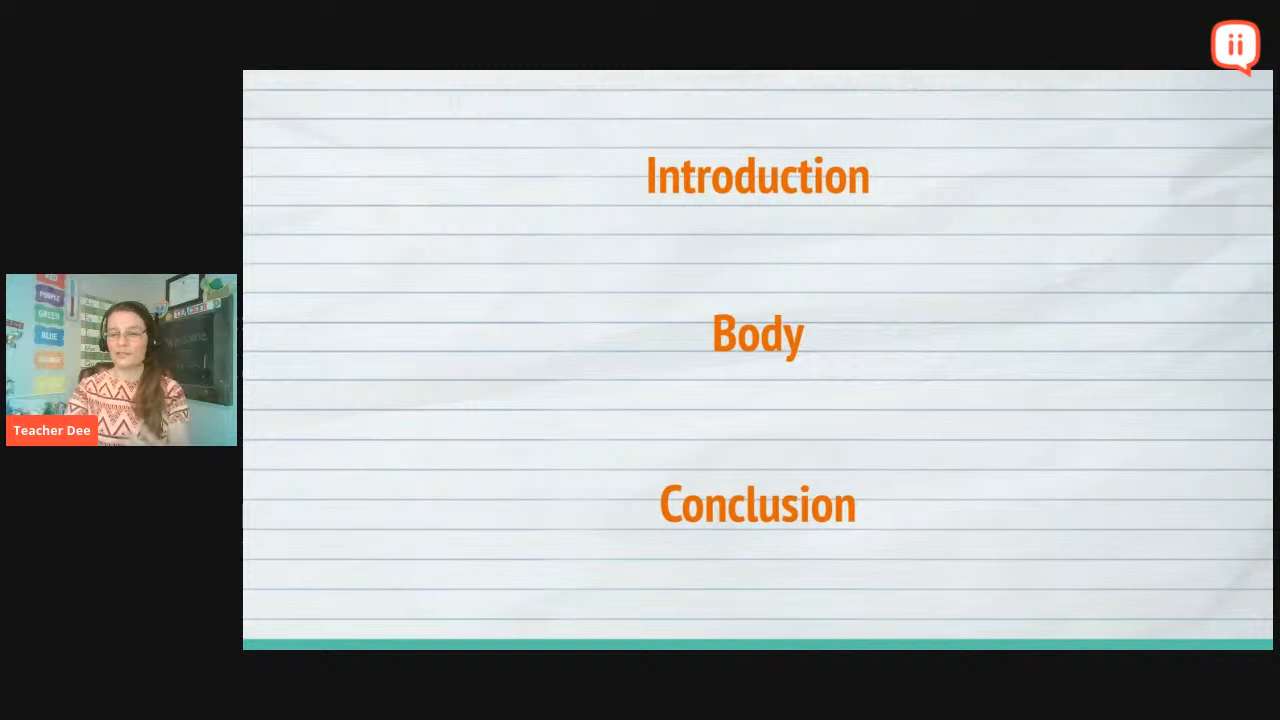 Introduction
Body
Conclusion
PURPLE
GREEN
BLUE
Teacher Dee